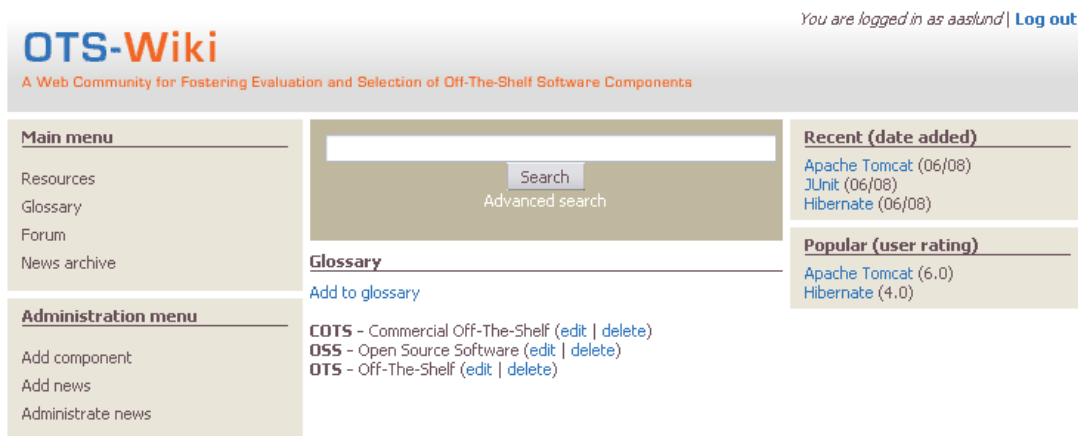 You are logged in as aaslund | Log out
OTS-Wiki
A Web Community for Fostering Evaluation and Selection of Off-The-Shelf Software Components
Main menu
Resources
Glossary
Forum
News archive
Administration menu
Add component
Add news
Administrate news
Search
Advanced search
Glossary
Add to glossary
COTS - Commercial Off-The-Shelf (edit | delete)
OSS - Open Source Software (edit | delete)
OTS - Off-The-Shelf (edit | delete)
Recent (date added)
Apache Tomcat (06/08)
JUnit (06/08)
Hibernate (06/08)
Popular (user rating)
Apache Tomcat (6.0)
Hibernate (4.0)